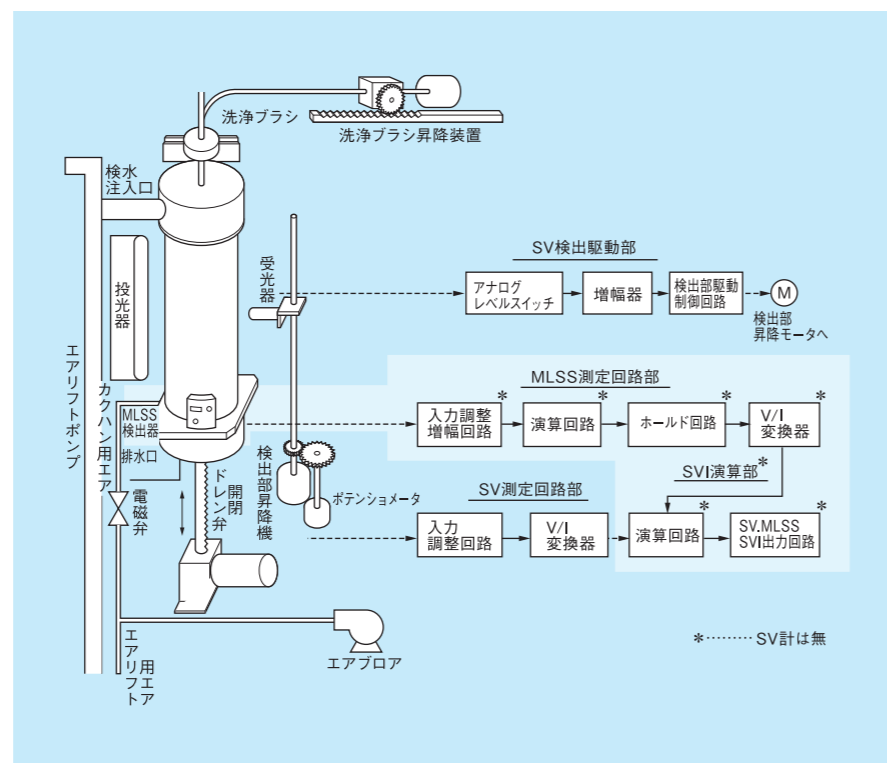 洗浄ブラシ
洗浄ブラシ昇降装置
検水
注入口
投光器
エアリフトポンプ
カクハン用エア
受光器
SV検出駆動部
アナログ
レベルスイッチ
増幅器
検出部駆動
制御回路
M
検出部
昇降モータへ
MLSS測定回路部
MLSS
検出器
排水口
入力調整
増幅回路
*
演算回路
*
ホールド回路
*
V/I
変換器
*
SVI演算部*
電磁弁
ドレン弁
開閉
検出部昇降機
ポテンショメータ
SV測定回路部
入力
調整回路
V/I
変換器
演算回路
*
SV.MLSS
SVI出力回路
*
エアリフト
用エア
エアブロア
*………SV計は無